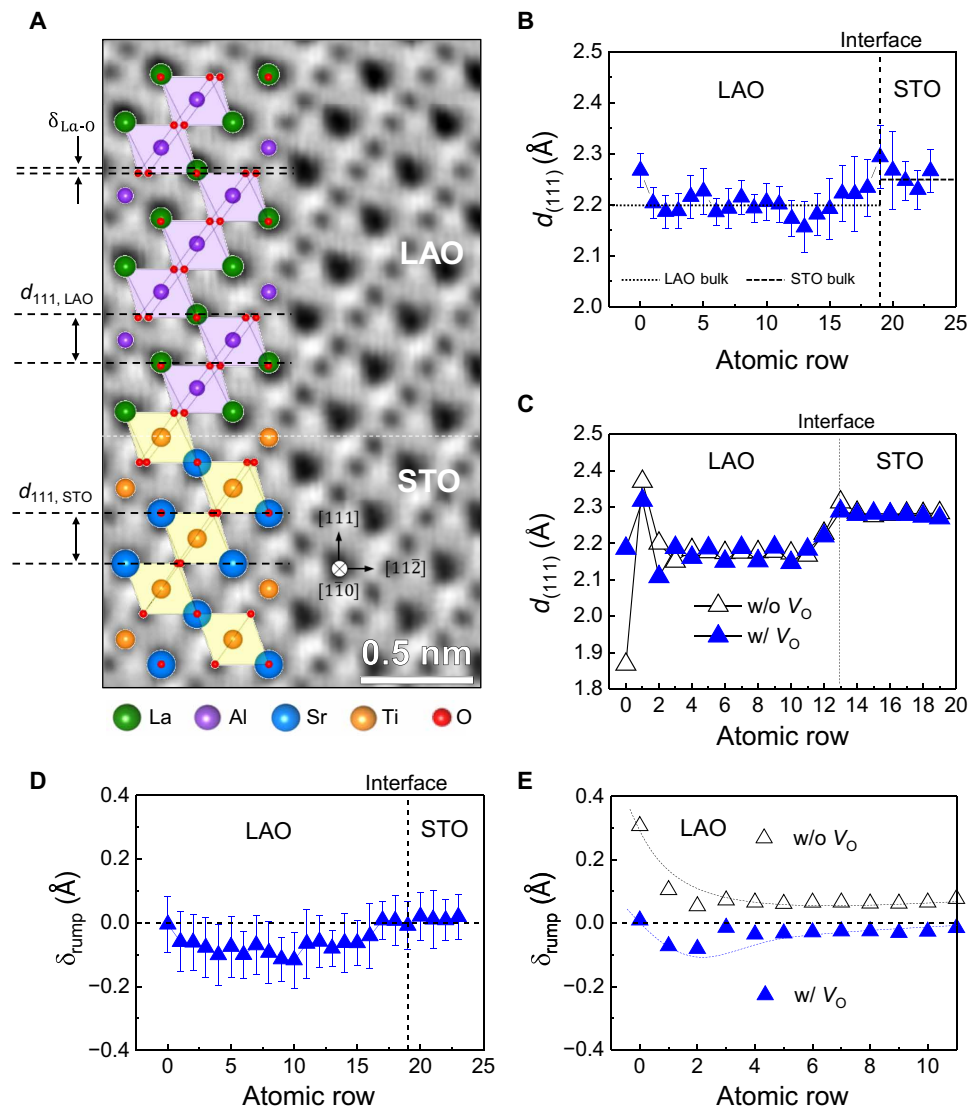 A
δLa-O
d111, LAO
d111, STO
LAO
STO
[111]
[112̄]
[11̄0]
0.5 nm
La Al Sr Ti O
B
Interface
LAO STO
d(111) (Å)
2.5
2.4
2.3
2.2
2.1
2.0
LAO bulk STO bulk
0 5 10 15 20 25
Atomic row
C
Interface
LAO STO
d(111) (Å)
2.5
2.4
2.3
2.2
2.1
2.0
1.9
1.8
w/o VO
w/ VO
0 2 4 6 8 10 12 14 16 18 20
Atomic row
D
Interface
LAO STO
δrump (Å)
0.4
0.2
0.0
−0.2
−0.4
0 5 10 15 20 25
Atomic row
E
LAO
w/o VO
w/ VO
δrump (Å)
0.4
0.2
0.0
−0.2
−0.4
0 2 4 6 8 10
Atomic row